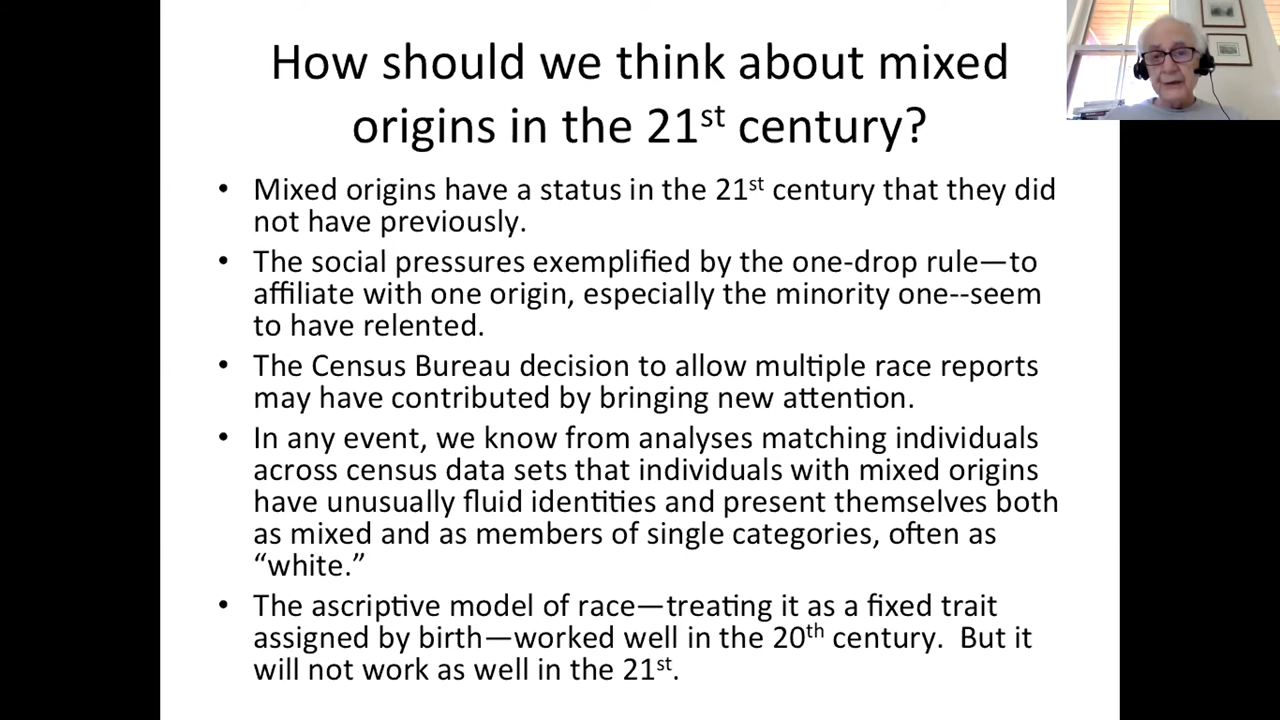 How should we think about mixed
origins in the 21st century?
• Mixed origins have a status in the 21st century that they did
not have previously.
• The social pressures exemplified by the one-drop rule—to
affiliate with one origin, especially the minority one--seem
to have relented.
• The Census Bureau decision to allow multiple race reports
may have contributed by bringing new attention.
• In any event, we know from analyses matching individuals
across census data sets that individuals with mixed origins
have unusually fluid identities and present themselves both
as mixed and as members of single categories, often as
“white.”
• The ascriptive model of race—treating it as a fixed trait
assigned by birth—worked well in the 20th century.  But it
will not work as well in the 21st.